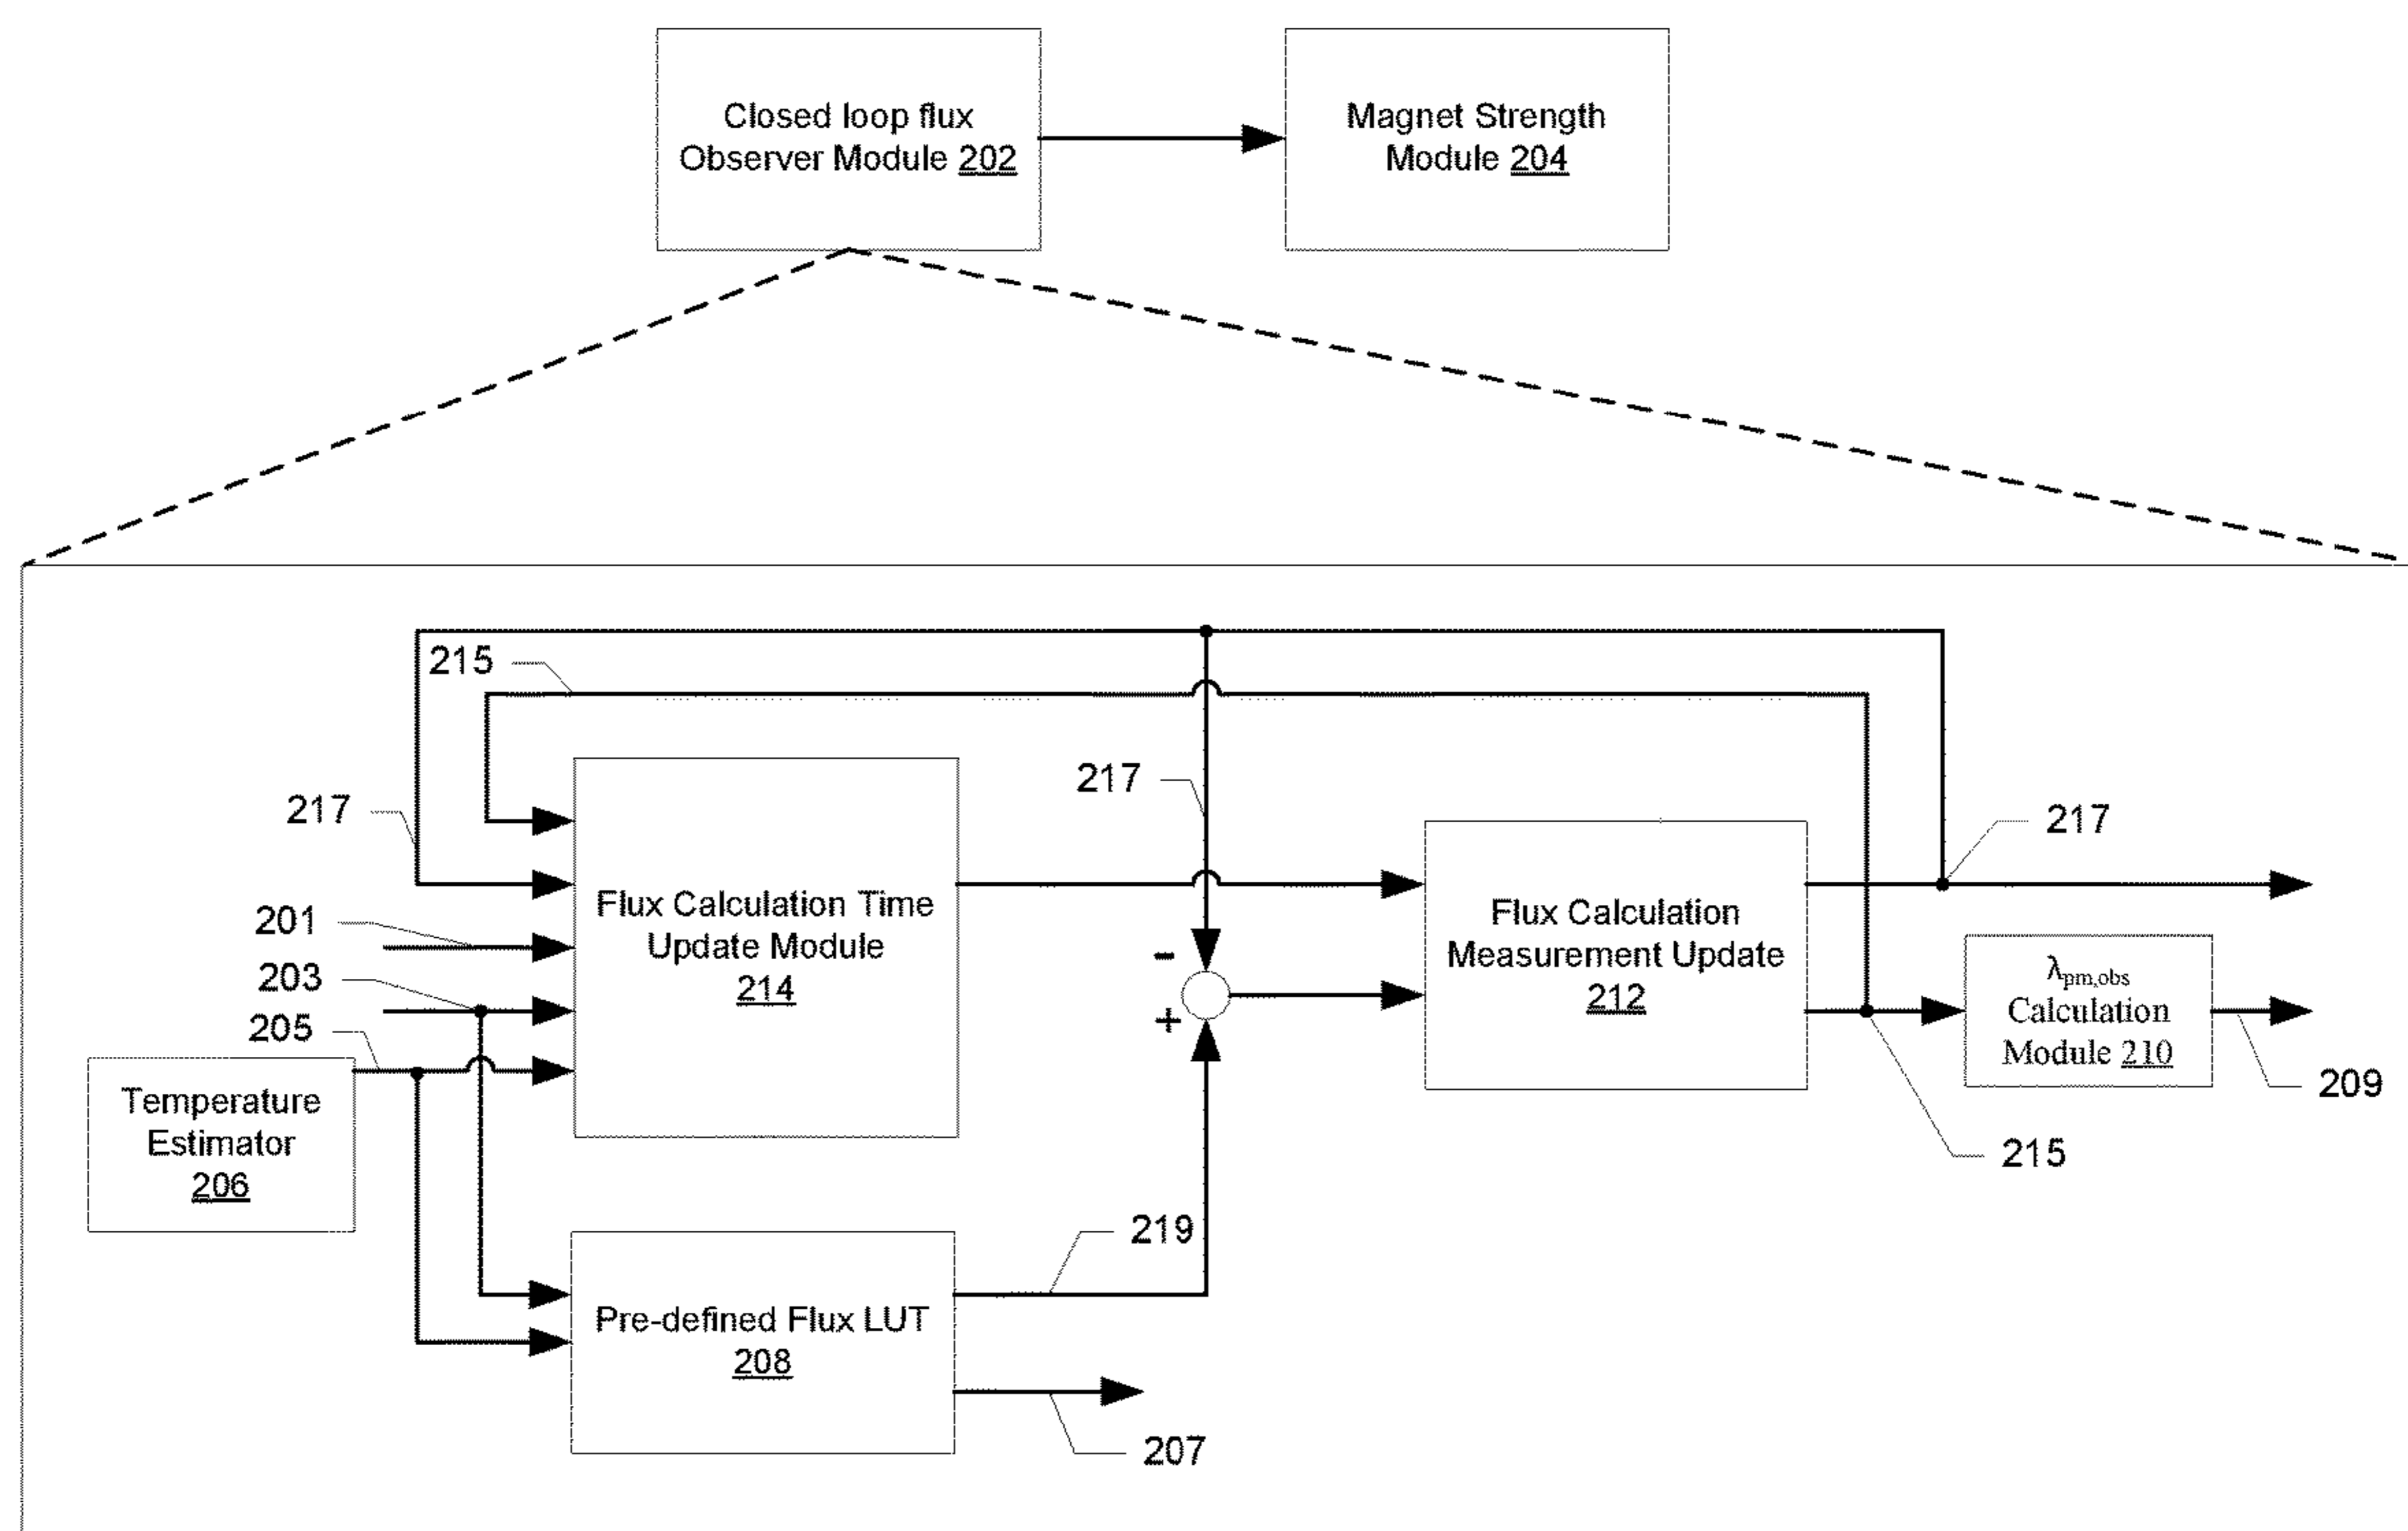 Closed loop flux
Observer Module 202
Magnet Strength
Module 204
215
217
217
217
201
203
205
Flux Calculation Time
Update Module
214
Flux Calculation
Measurement Update
212
-
+
λpm,obs
Calculation
Module 210
209
215
Temperature
Estimator
206
219
Pre-defined Flux LUT
208
207